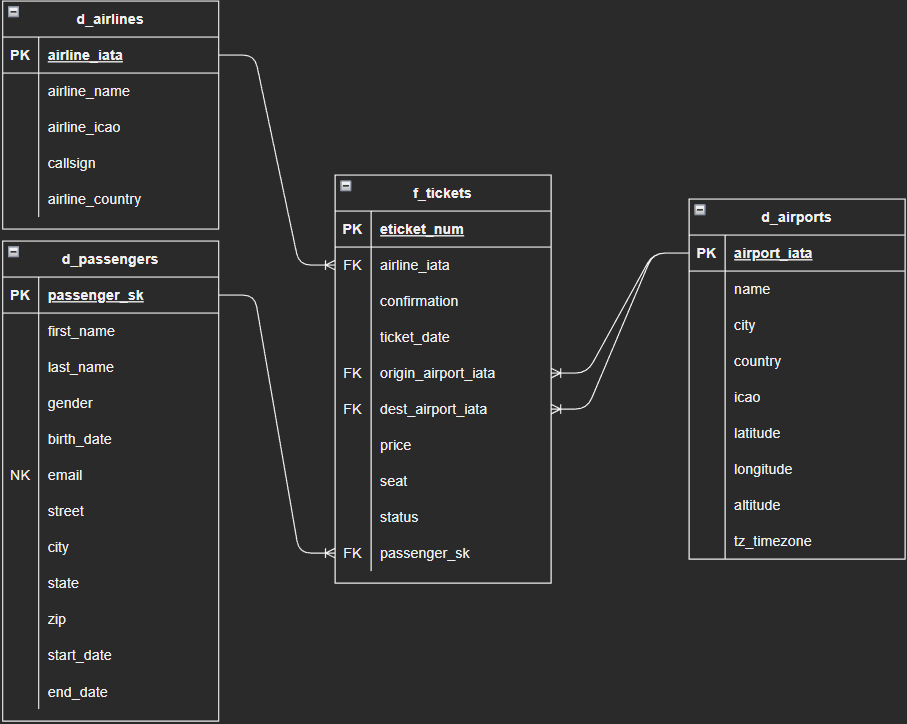 d_airlines
PK airline_iata
airline_name
airline_icao
callsign
airline_country
d_passengers
PK passenger_sk
first_name
last_name
gender
birth_date
NK email
street
city
state
zip
start_date
end_date
f_tickets
PK eticket_num
FK airline_iata
confirmation
ticket_date
FK origin_airport_iata
FK dest_airport_iata
price
seat
status
FK passenger_sk
d_airports
PK airport_iata
name
city
country
icao
latitude
longitude
altitude
tz_timezone